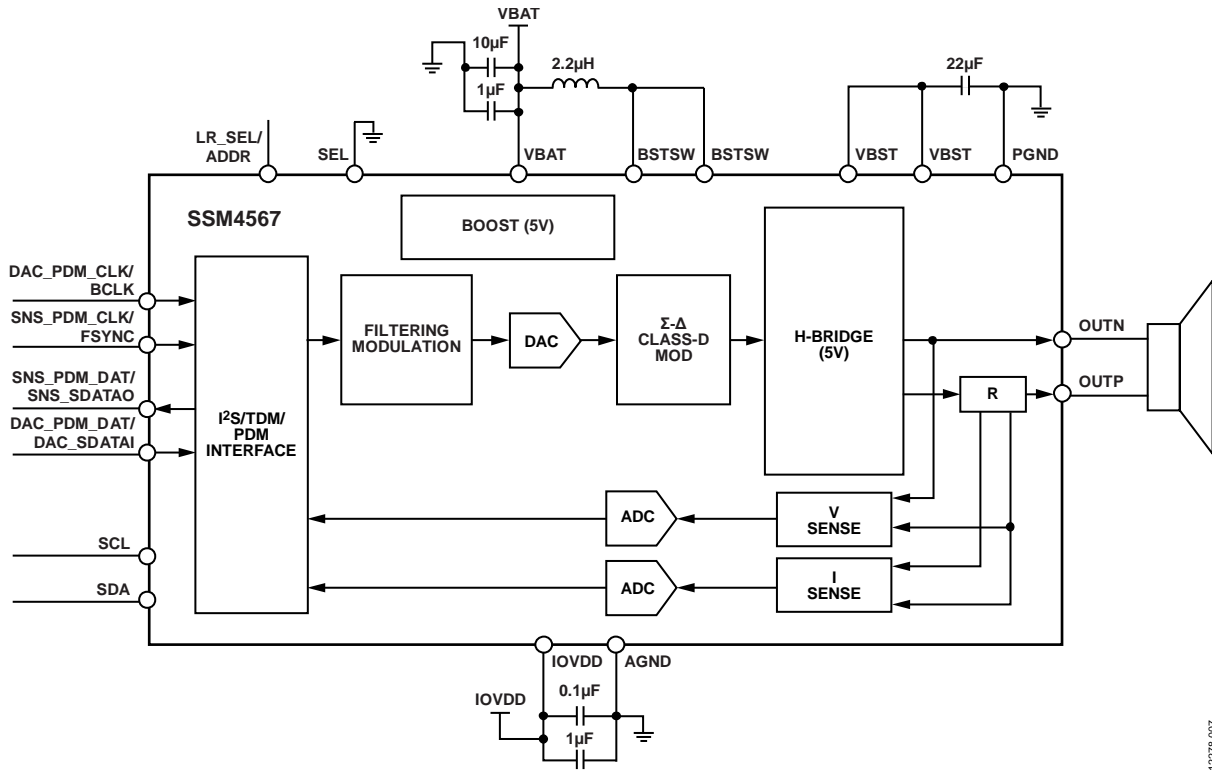 VBAT
10µF
1µF
2.2µH
22µF
LR_SEL/
ADDR
SEL
VBAT
BSTSW
BSTSW
VBST
VBST
PGND
SSM4567
BOOST (5V)
DAC_PDM_CLK/
BCLK
SNS_PDM_CLK/
FSYNC
SNS_PDM_DAT/
SNS_SDATAO
DAC_PDM_DAT/
DAC_SDATAI
SCL
SDA
I²S/TDM/
PDM
INTERFACE
FILTERING
MODULATION
DAC
Σ-Δ
CLASS-D
MOD
H-BRIDGE
(5V)
R
OUTN
OUTP
ADC
V
SENSE
ADC
I
SENSE
IOVDD
AGND
IOVDD
0.1µF
1µF
12278-007